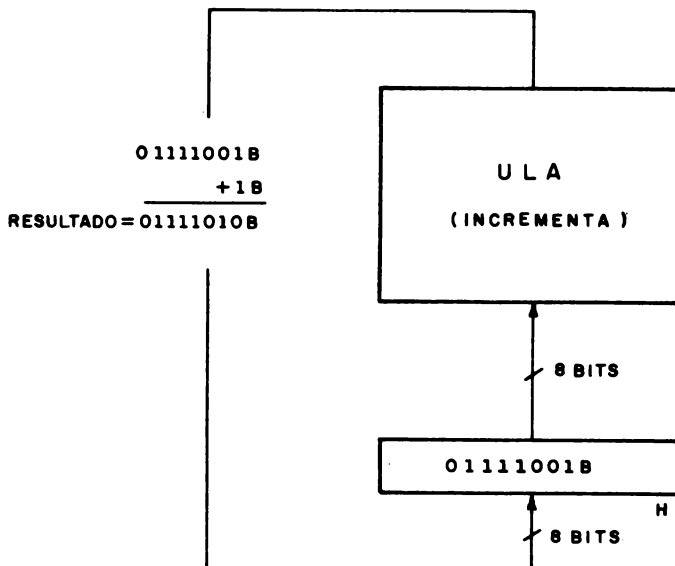 01111001B
+1B
RESULTADO=01111010B
ULA
(INCREMENTA)
8 BITS
01111001B
H
8 BITS